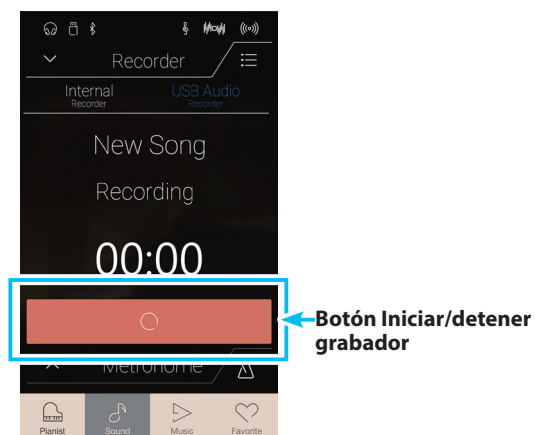 Recorder
Internal
Recorder
USB Audio
Recorder
New Song
Recording
00:00
Botón Iniciar/detener
grabador
Metronome
Pianist
Sound
Music
Favorite